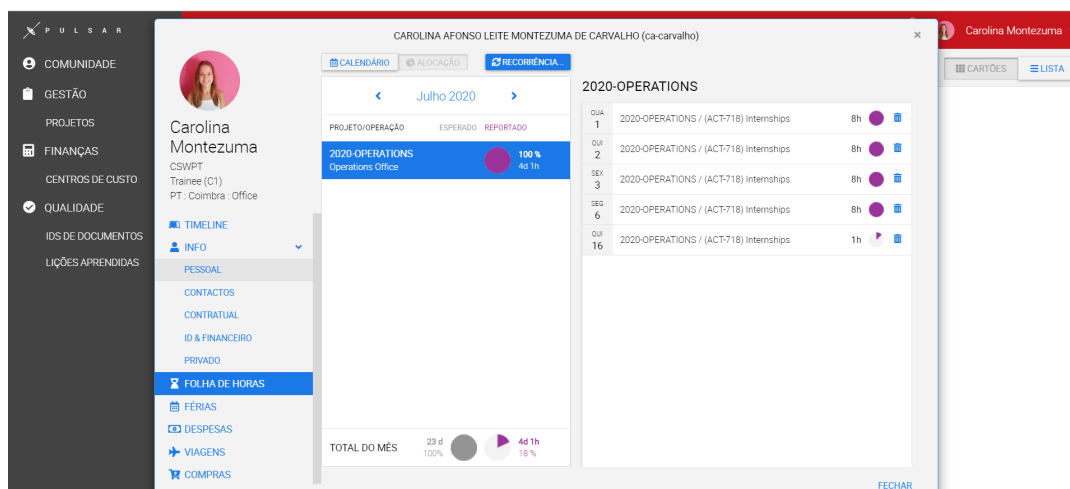 PULSAR
COMUNIDADE
GESTÃO
PROJETOS
FINANÇAS
CENTROS DE CUSTO
QUALIDADE
IDS DE DOCUMENTOS
LIÇÕES APRENDIDAS
CAROLINA AFONSO LEITE MONTEZUMA DE CARVALHO (ca-carvalho)
×
Carolina Montezuma
CARTÕES
LISTA
Carolina
Montezuma
CSWPT
Trainee (C1)
PT : Coimbra : Office
TIMELINE
INFO
PESSOAL
CONTACTOS
CONTRATUAL
ID & FINANCEIRO
PRIVADO
FOLHA DE HORAS
FÉRIAS
DESPESAS
VIAGENS
COMPRAS
CALENDÁRIO
ALOCAÇÃO
RECORRÊNCIA...
Julho 2020
PROJETO/OPERAÇÃO ESPERADO REPORTADO
2020-OPERATIONS 100 %
Operations Office 4d 1h
TOTAL DO MÊS
23 d 4d 1h
100% 18 %
2020-OPERATIONS
QUA
1 2020-OPERATIONS / (ACT-718) Internships 8h
QUI
2 2020-OPERATIONS / (ACT-718) Internships 8h
SEX
3 2020-OPERATIONS / (ACT-718) Internships 8h
SEG
6 2020-OPERATIONS / (ACT-718) Internships 8h
QUI
16 2020-OPERATIONS / (ACT-718) Internships 1h
FECHAR